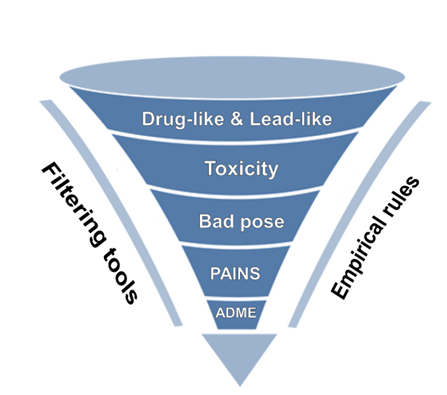 Drug-like & Lead-like
Toxicity
Bad pose
PAINS
ADME
Filtering tools
Empirical rules